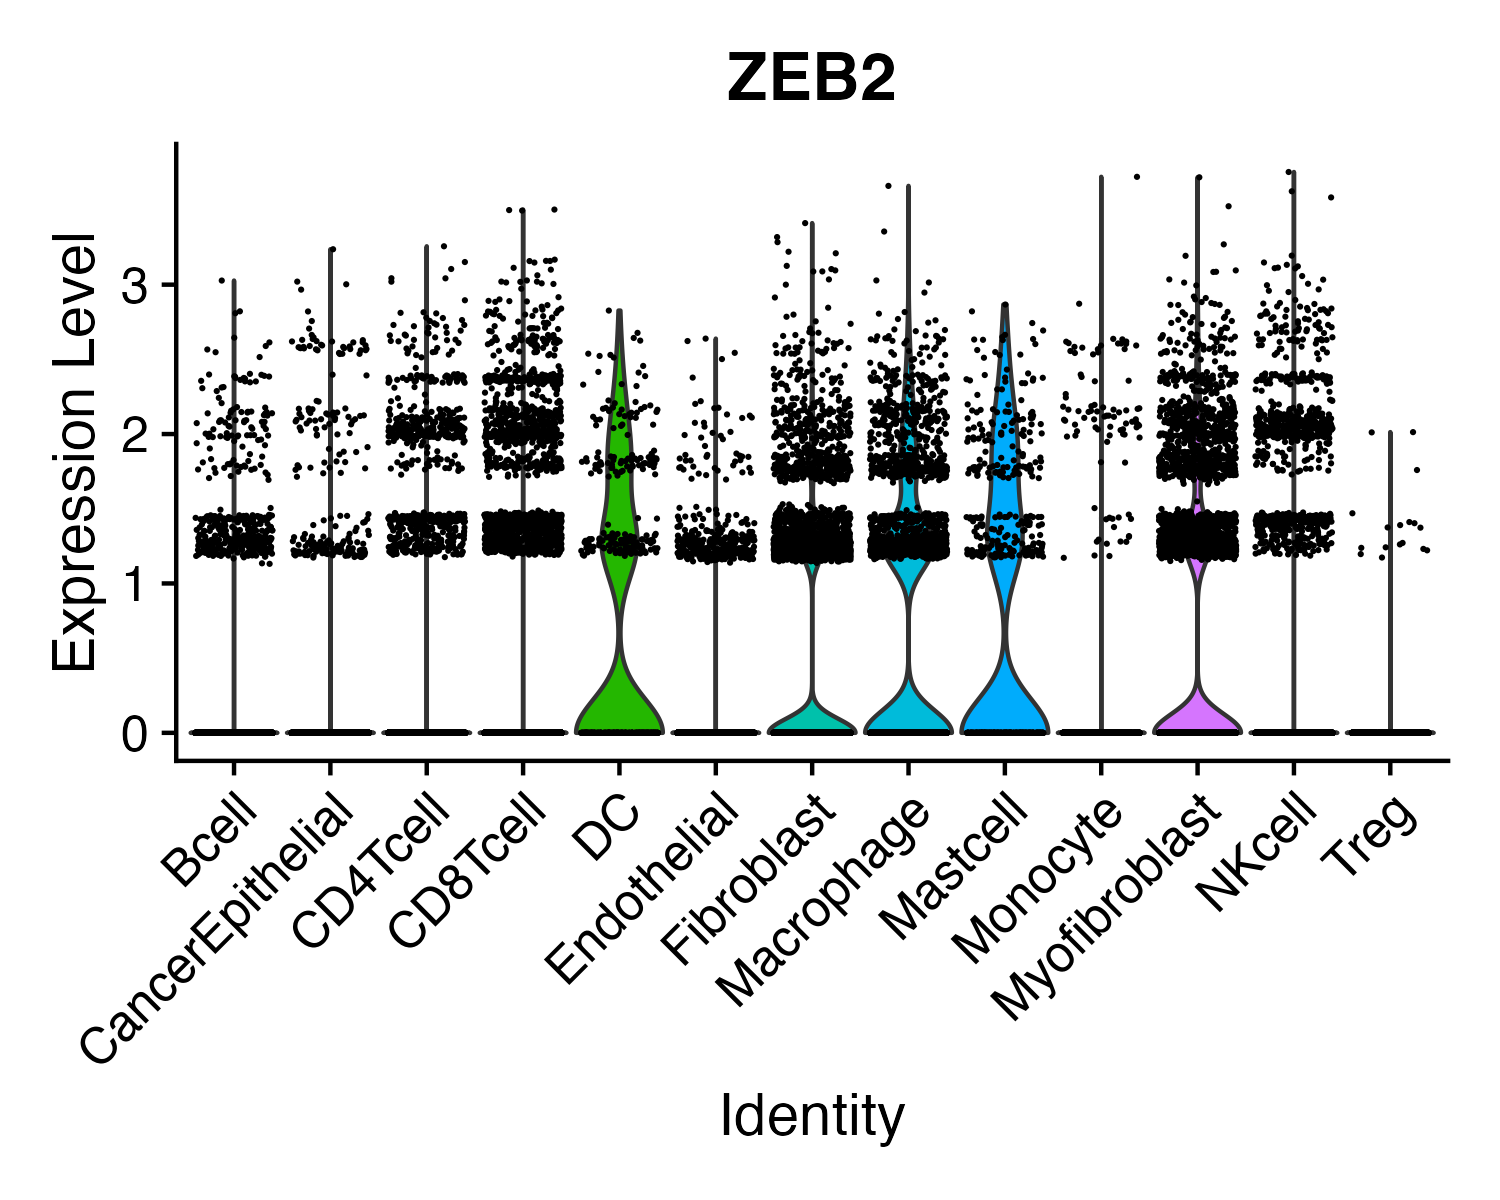 ZEB2
Expression Level
3
2
1
0
Bcell
CancerEpithelial
CD4Tcell
CD8Tcell
DC
Endothelial
Fibroblast
Macrophage
Mastcell
Monocyte
Myofibroblast
NKcell
Treg
Identity